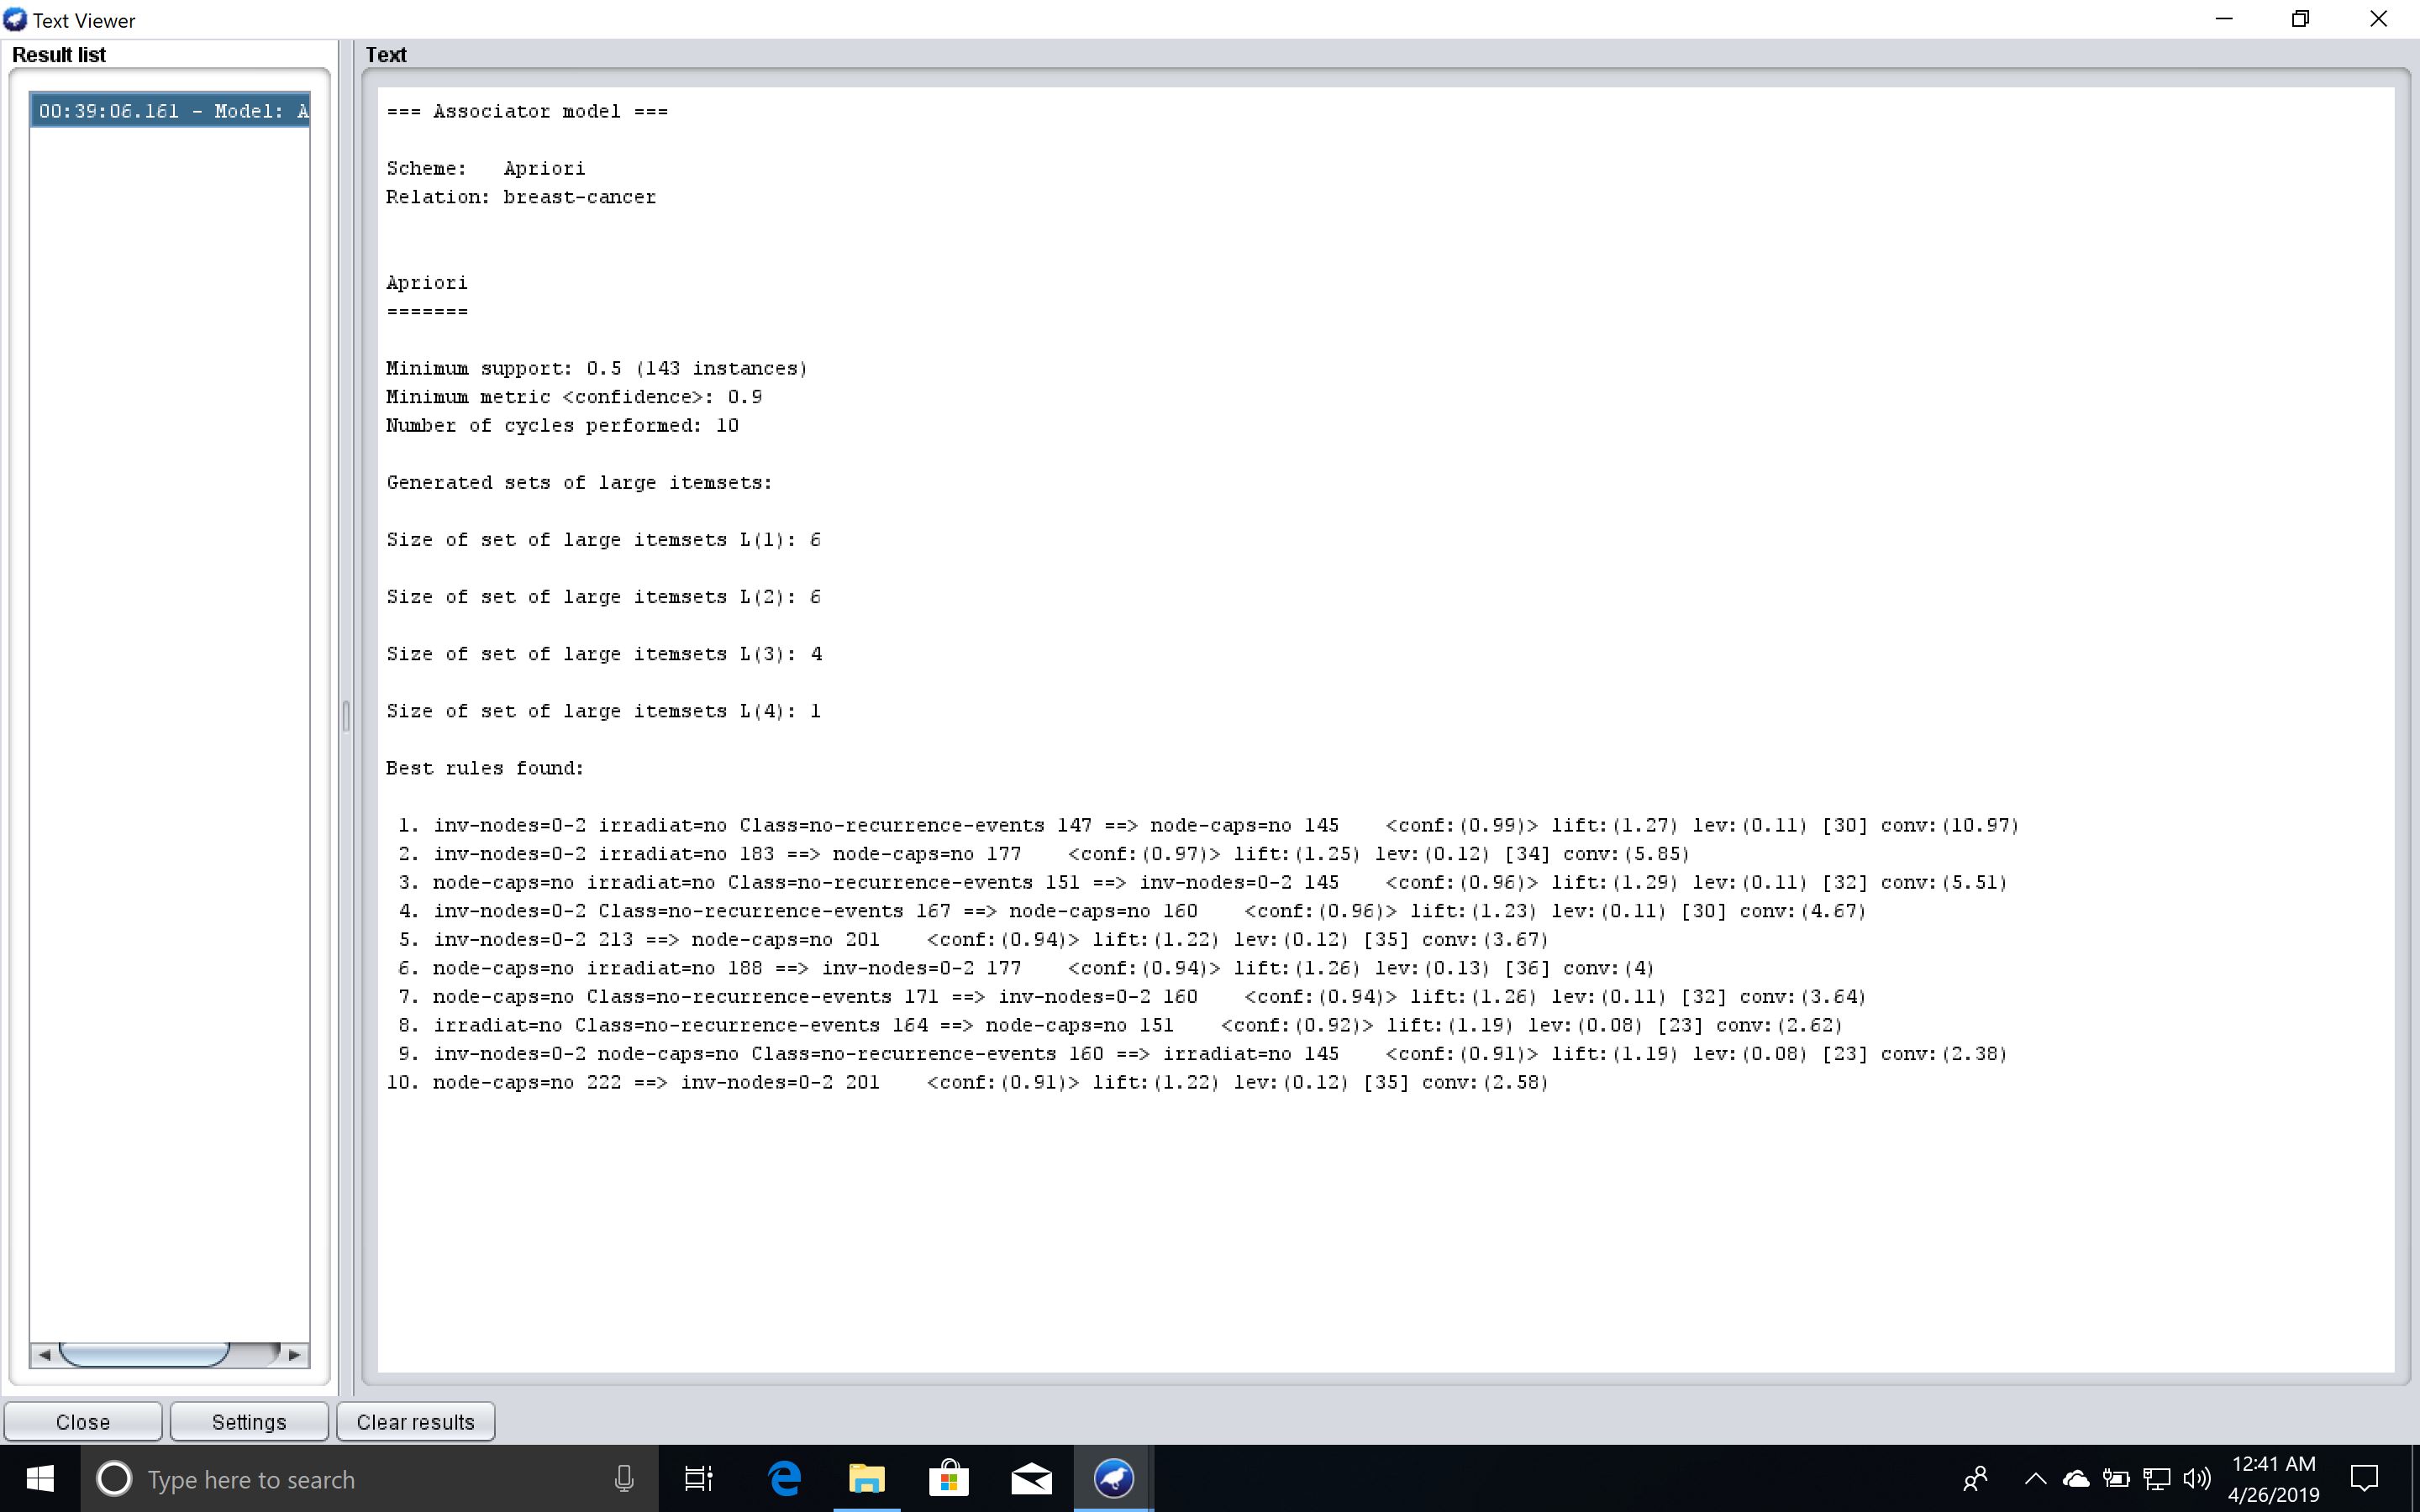 Text Viewer
Result list
Text
00:39:06.161 - Model: A
=== Associator model ===
Scheme:   Apriori
Relation: breast-cancer
Apriori
=======
Minimum support: 0.5 (143 instances)
Minimum metric <confidence>: 0.9
Number of cycles performed: 10
Generated sets of large itemsets:
Size of set of large itemsets L(1): 6
Size of set of large itemsets L(2): 6
Size of set of large itemsets L(3): 4
Size of set of large itemsets L(4): 1
Best rules found:
1. inv-nodes=0-2 irradiat=no Class=no-recurrence-events 147 ==> node-caps=no 145    <conf:(0.99)> lift:(1.27) lev:(0.11) [30] conv:(10.97)
2. inv-nodes=0-2 irradiat=no 183 ==> node-caps=no 177    <conf:(0.97)> lift:(1.25) lev:(0.12) [34] conv:(5.85)
3. node-caps=no irradiat=no Class=no-recurrence-events 151 ==> inv-nodes=0-2 145    <conf:(0.96)> lift:(1.29) lev:(0.11) [32] conv:(5.51)
4. inv-nodes=0-2 Class=no-recurrence-events 167 ==> node-caps=no 160    <conf:(0.96)> lift:(1.23) lev:(0.11) [30] conv:(4.67)
5. inv-nodes=0-2 213 ==> node-caps=no 201    <conf:(0.94)> lift:(1.22) lev:(0.12) [35] conv:(3.67)
6. node-caps=no irradiat=no 188 ==> inv-nodes=0-2 177    <conf:(0.94)> lift:(1.26) lev:(0.13) [36] conv:(4)
7. node-caps=no Class=no-recurrence-events 171 ==> inv-nodes=0-2 160    <conf:(0.94)> lift:(1.26) lev:(0.11) [32] conv:(3.64)
8. irradiat=no Class=no-recurrence-events 164 ==> node-caps=no 151    <conf:(0.92)> lift:(1.19) lev:(0.08) [23] conv:(2.62)
9. inv-nodes=0-2 node-caps=no Class=no-recurrence-events 160 ==> irradiat=no 145    <conf:(0.91)> lift:(1.19) lev:(0.08) [23] conv:(2.38)
10. node-caps=no 222 ==> inv-nodes=0-2 201    <conf:(0.91)> lift:(1.22) lev:(0.12) [35] conv:(2.58)
Close
Settings
Clear results
Type here to search
12:41 AM
4/26/2019